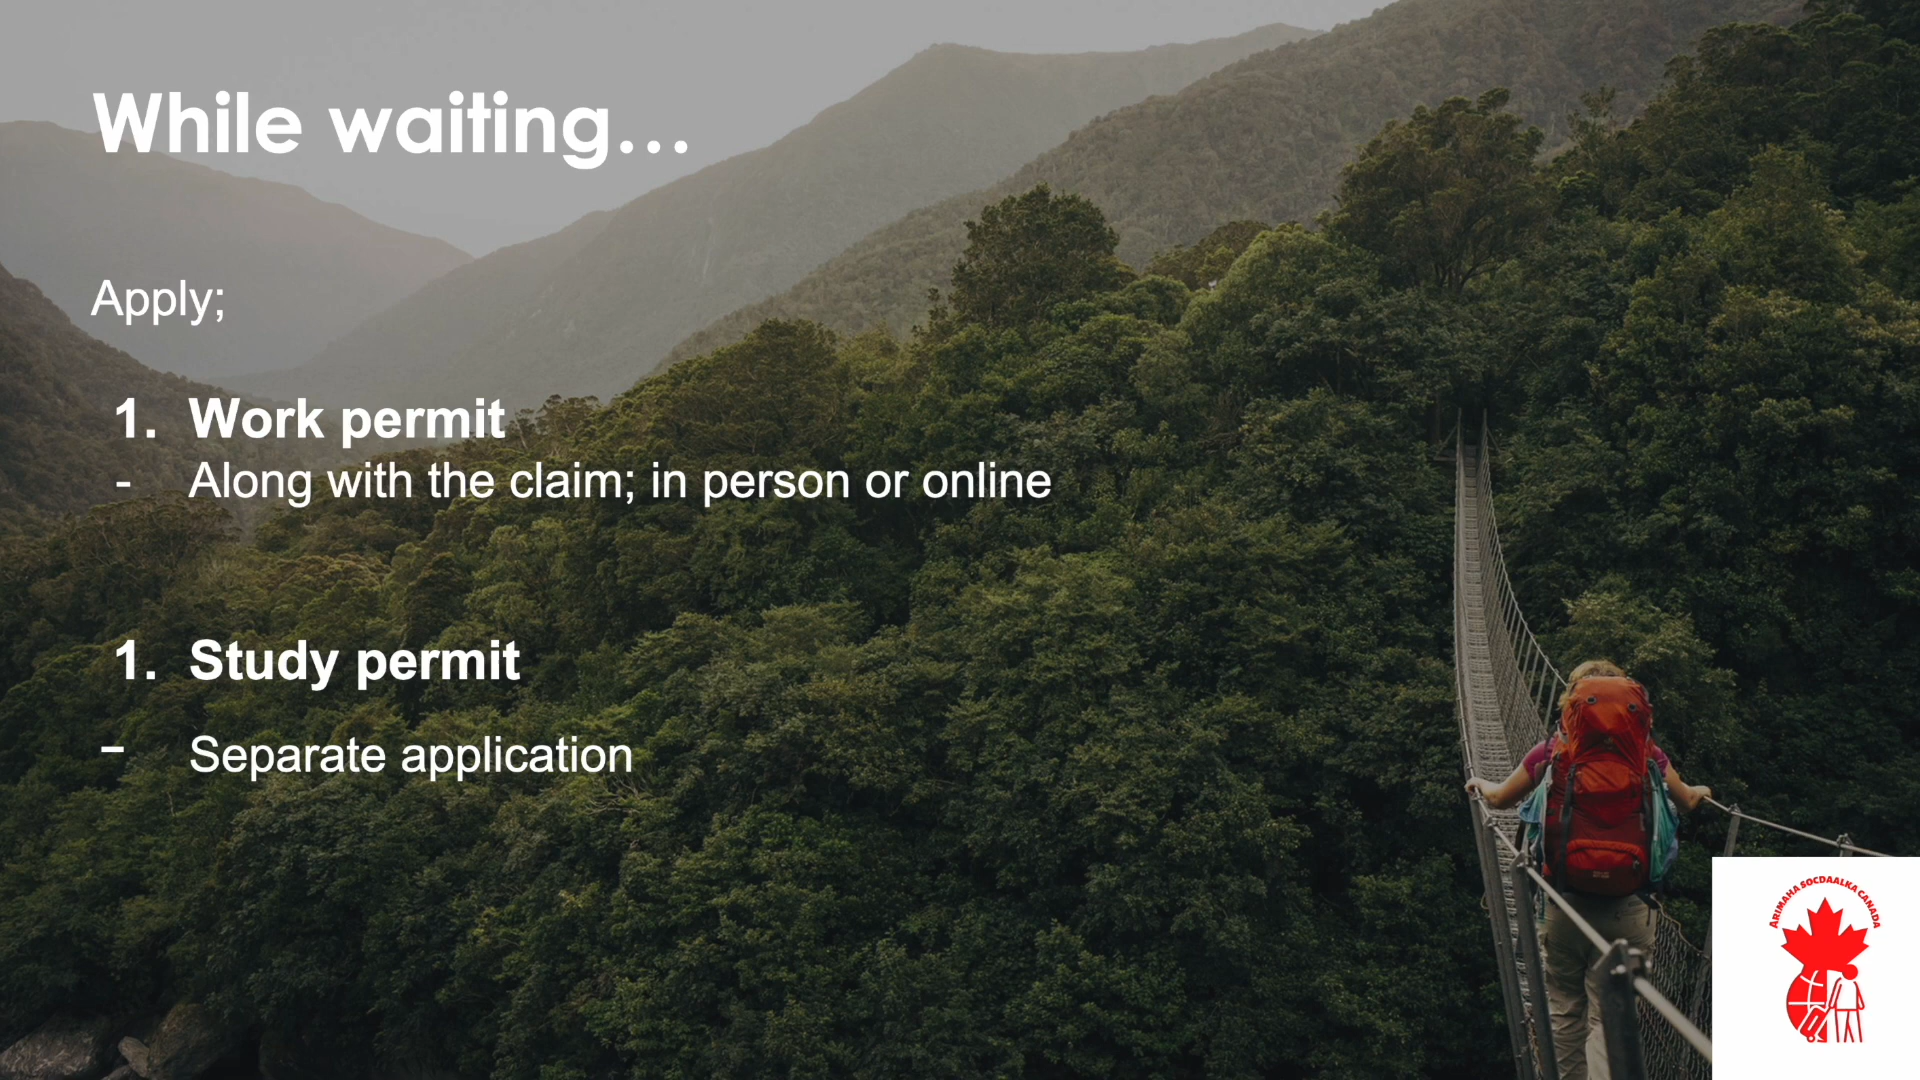 While waiting...
Apply;
1. Work permit
- Along with the claim; in person or online
1. Study permit
– Separate application
ARIMAHA SOCDAALKA CANADA